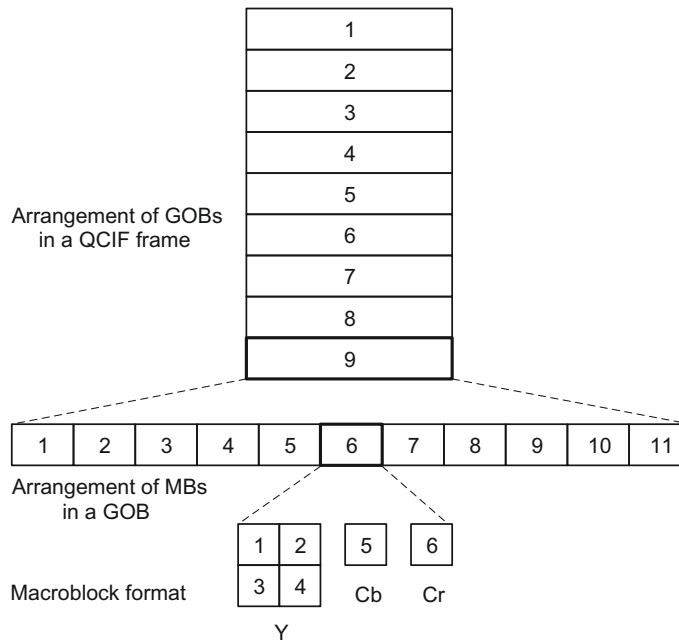 1
2
3
4
5
6
7
8
9
Arrangement of GOBs
in a QCIF frame
1 2 3 4 5 6 7 8 9 10 11
Arrangement of MBs
in a GOB
1 2 5 6
3 4
Macroblock format
Cb Cr
Y